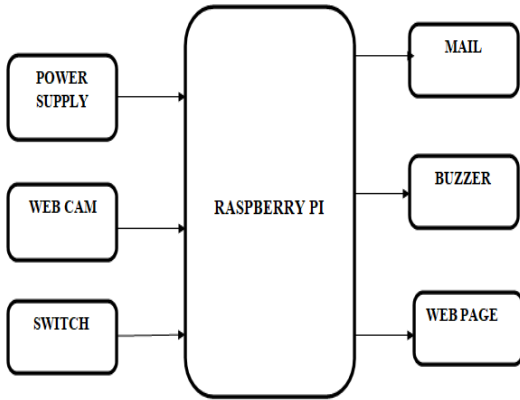 POWER
SUPPLY
WEB CAM
SWITCH
RASPBERRY PI
MAIL
BUZZER
WEB PAGE